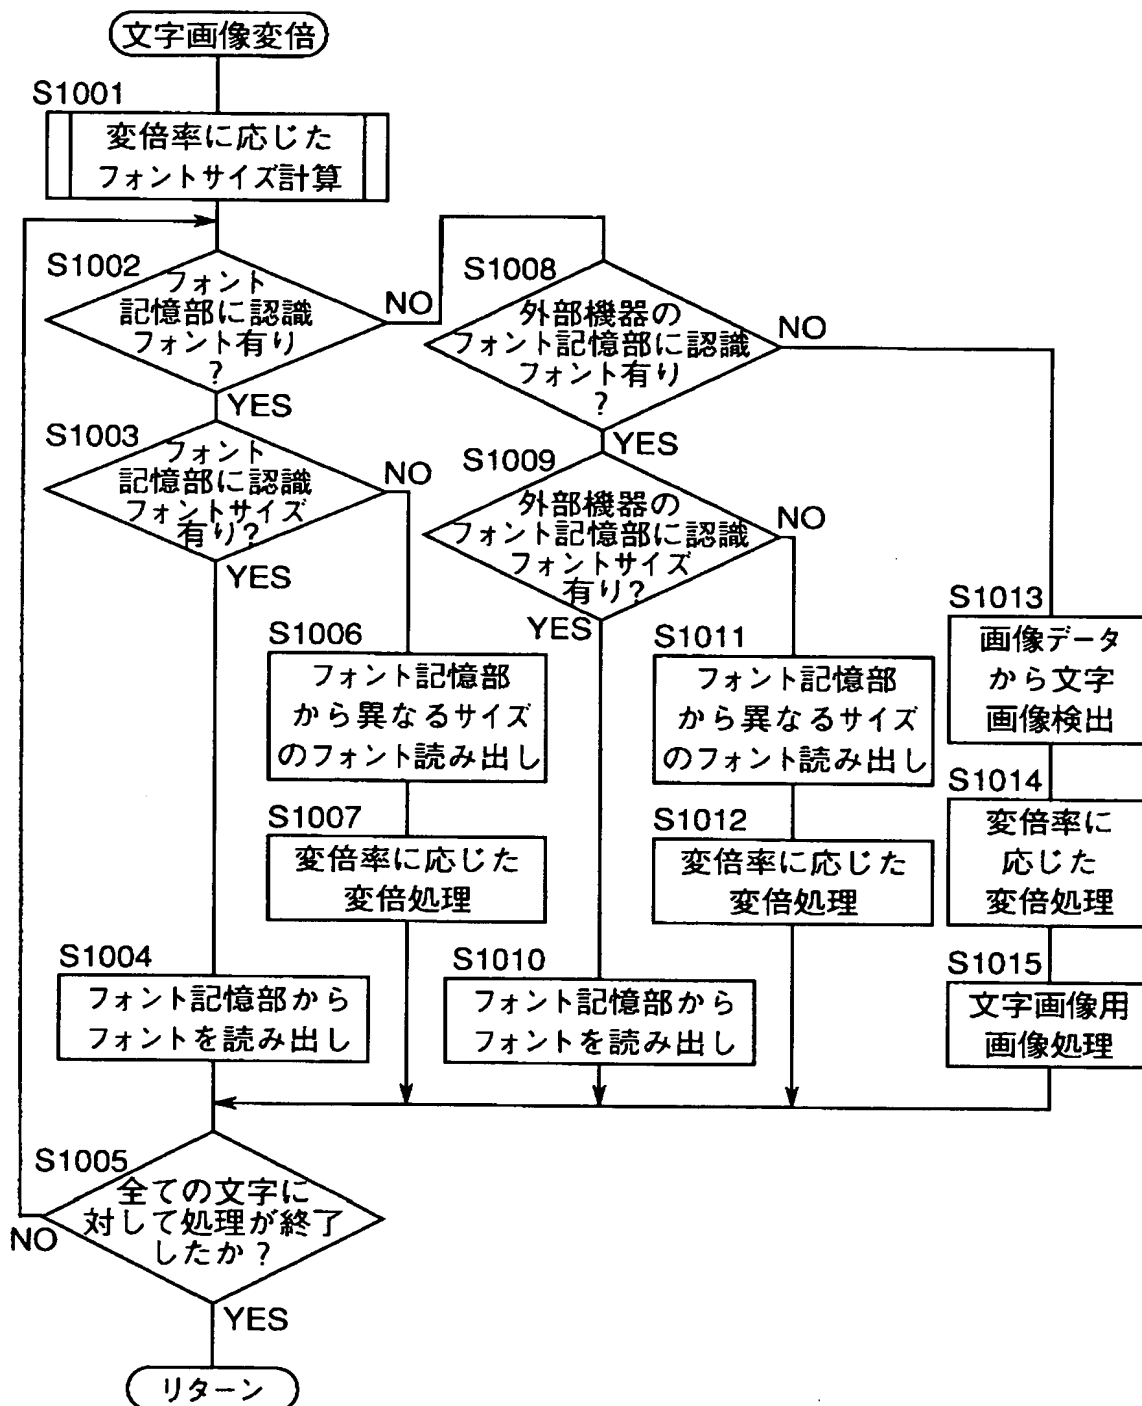 文字画像変倍
S1001
変倍率に応じた
フォントサイズ計算
S1002
フォント
記憶部に認識
フォント有り
?
NO
YES
S1003
フォント
記憶部に認識
フォントサイズ
有り?
NO
YES
S1008
外部機器の
フォント記憶部に認識
フォント有り
?
NO
YES
S1009
外部機器の
フォント記憶部に認識
フォントサイズ
有り?
NO
YES
S1006
フォント記憶部
から異なるサイズ
のフォント読み出し
S1007
変倍率に応じた
変倍処理
S1011
フォント記憶部
から異なるサイズ
のフォント読み出し
S1012
変倍率に応じた
変倍処理
S1013
画像データ
から文字
画像検出
S1014
変倍率に
応じた
変倍処理
S1015
文字画像用
画像処理
S1004
フォント記憶部から
フォントを読み出し
S1010
フォント記憶部から
フォントを読み出し
S1005
全ての文字に
対して処理が終了
したか?
NO
YES
リターン